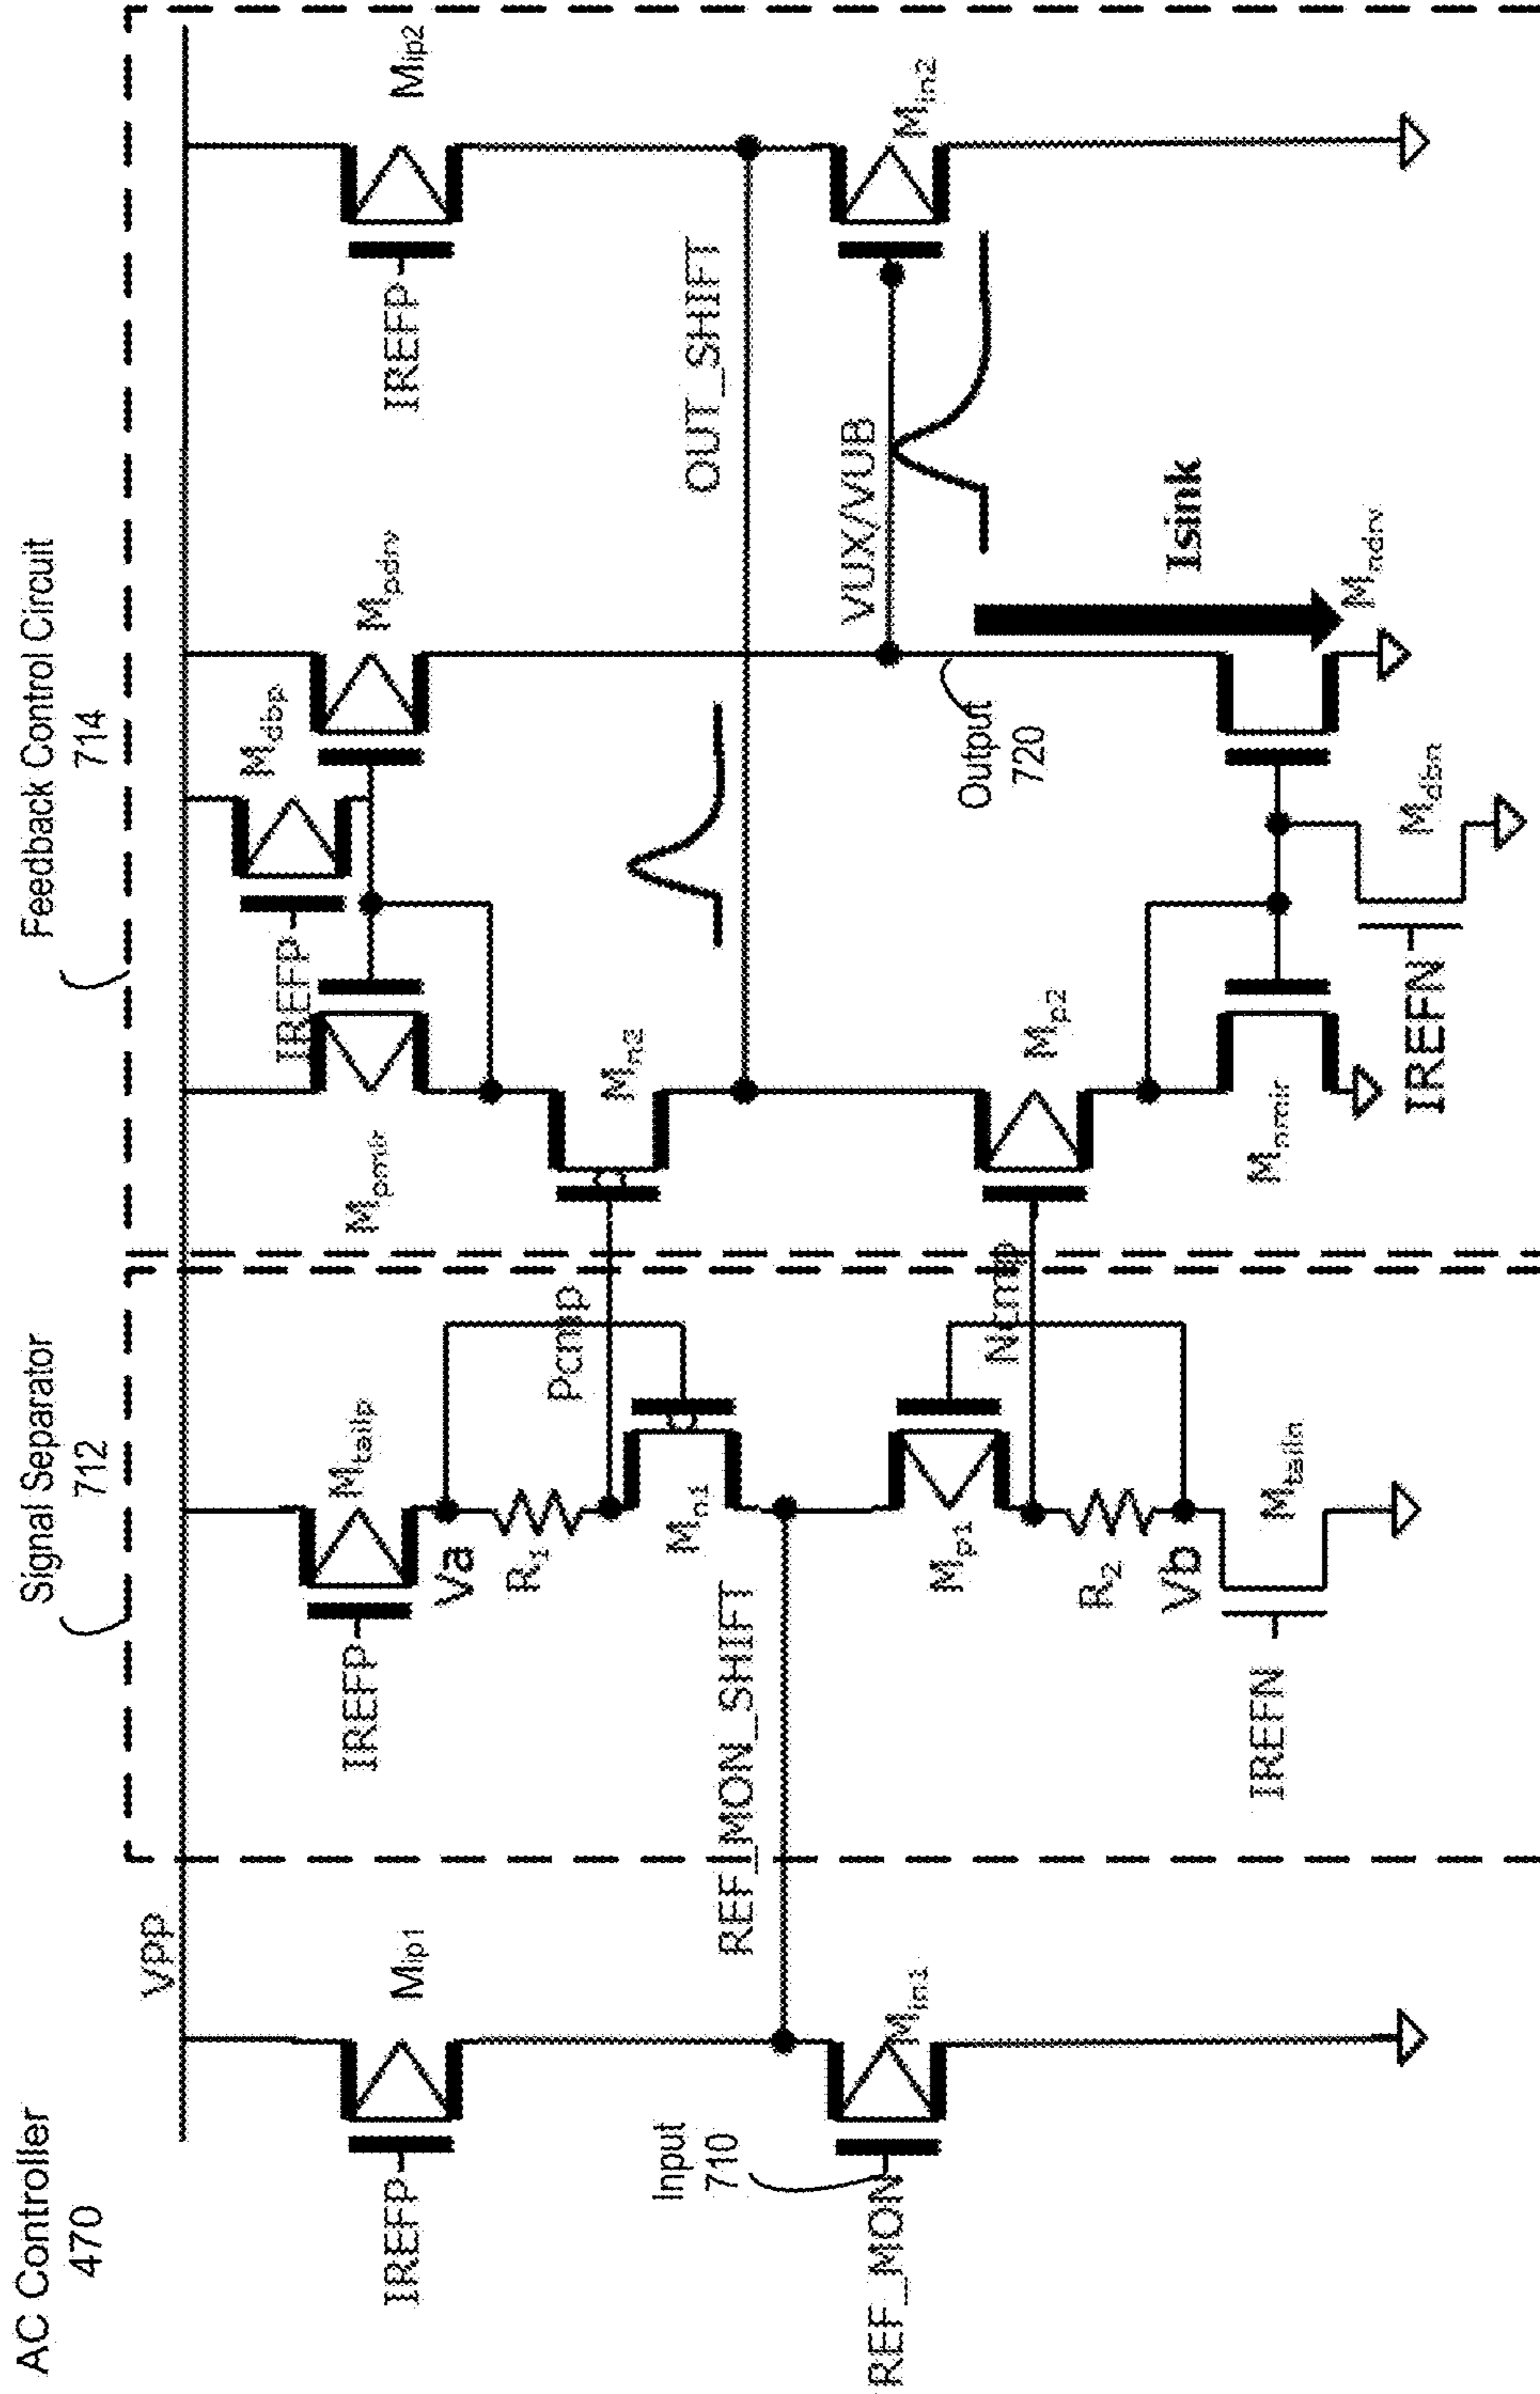 AC Controller
470
Signal Separator
712
Feedback Control Circuit
714
VPP
IREFP
Mip1
IREFP
Mtailp
Va
R1
Pcmp
Mn1
Mpmir
IREFP
Mdbp
Mpdrv
IREFP
Mip2
Mn2
OUT_SHIFT
REF_MON_SHIFT
Input
710
REF_MON
Min1
Mp1
Ncmp
R2
Vb
Mp2
Output
720
VUX/VUB
Min2
Isink
IREFN
Mtailn
Mnmir
IREFN
Mdbn
Mndrv